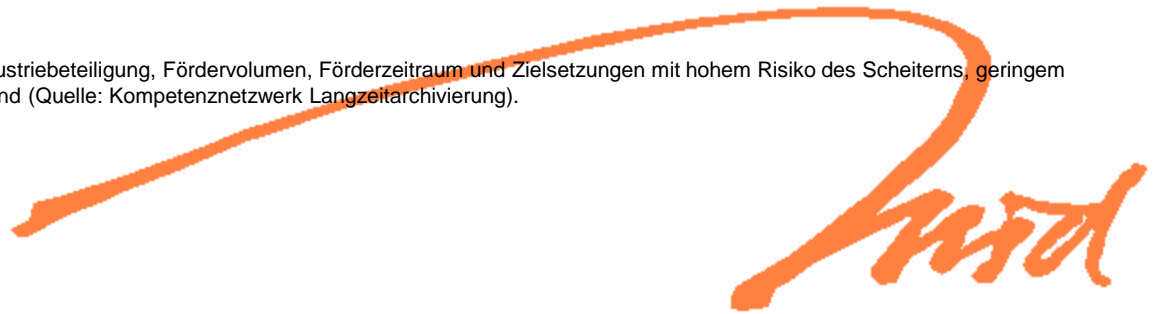 ustriebeteiligung, Fördervolumen, Förderzeitraum und Zielsetzungen mit hohem Risiko des Scheiterns, geringem
nd (Quelle: Kompetenznetzwerk Langzeitarchivierung).